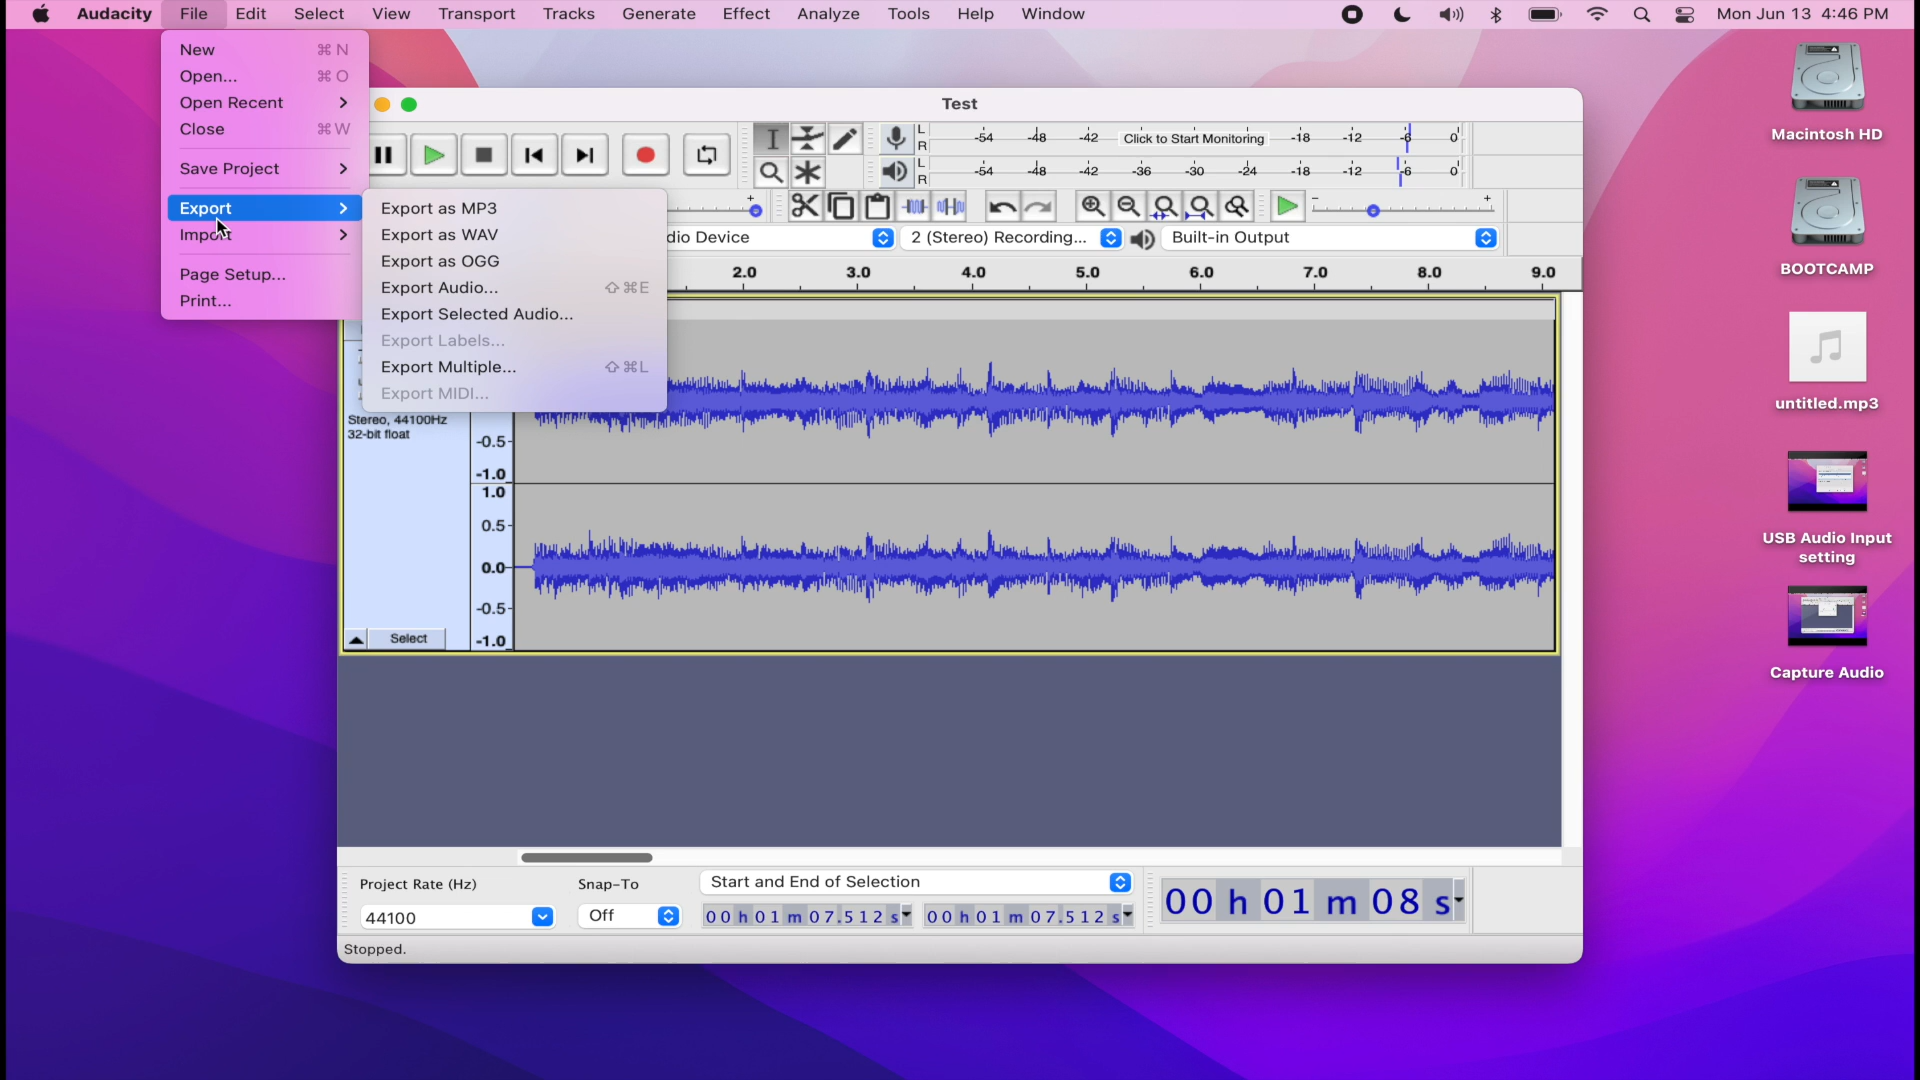 Audacity File Edit Select View Transport Tracks Generate Effect Analyze Tools Help Window Mon Jun 13 4:46 PM
New ⌘ N
Open... ⌘ O
Open Recent >
Close ⌘ W
Save Project >
Export >
Import >
Page Setup...
Print...
Export as MP3
Export as WAV
Export as OGG
Export Audio... ⇧⌘E
Export Selected Audio...
Export Labels...
Export Multiple... ⇧⌘L
Export MIDI...
Test
L
R
-54 -48 -42 Click to Start Monitoring -18 -12 -6 0
L
R
-54 -48 -42 -36 -30 -24 -18 -12 -6 0
- + - +
dio Device 2 (Stereo) Recording... Built-in Output
2.0 3.0 4.0 5.0 6.0 7.0 8.0 9.0
Stereo, 44100Hz
32-bit float
-0.5
-1.0
1.0
0.5
0.0
-0.5
-1.0
Select
Project Rate (Hz) Snap-To Start and End of Selection
44100 Off 00 h 01 m 07.512 s 00 h 01 m 07.512 s 00 h 01 m 08 s
Stopped.
Macintosh HD
BOOTCAMP
untitled.mp3
USB Audio Input
setting
Capture Audio